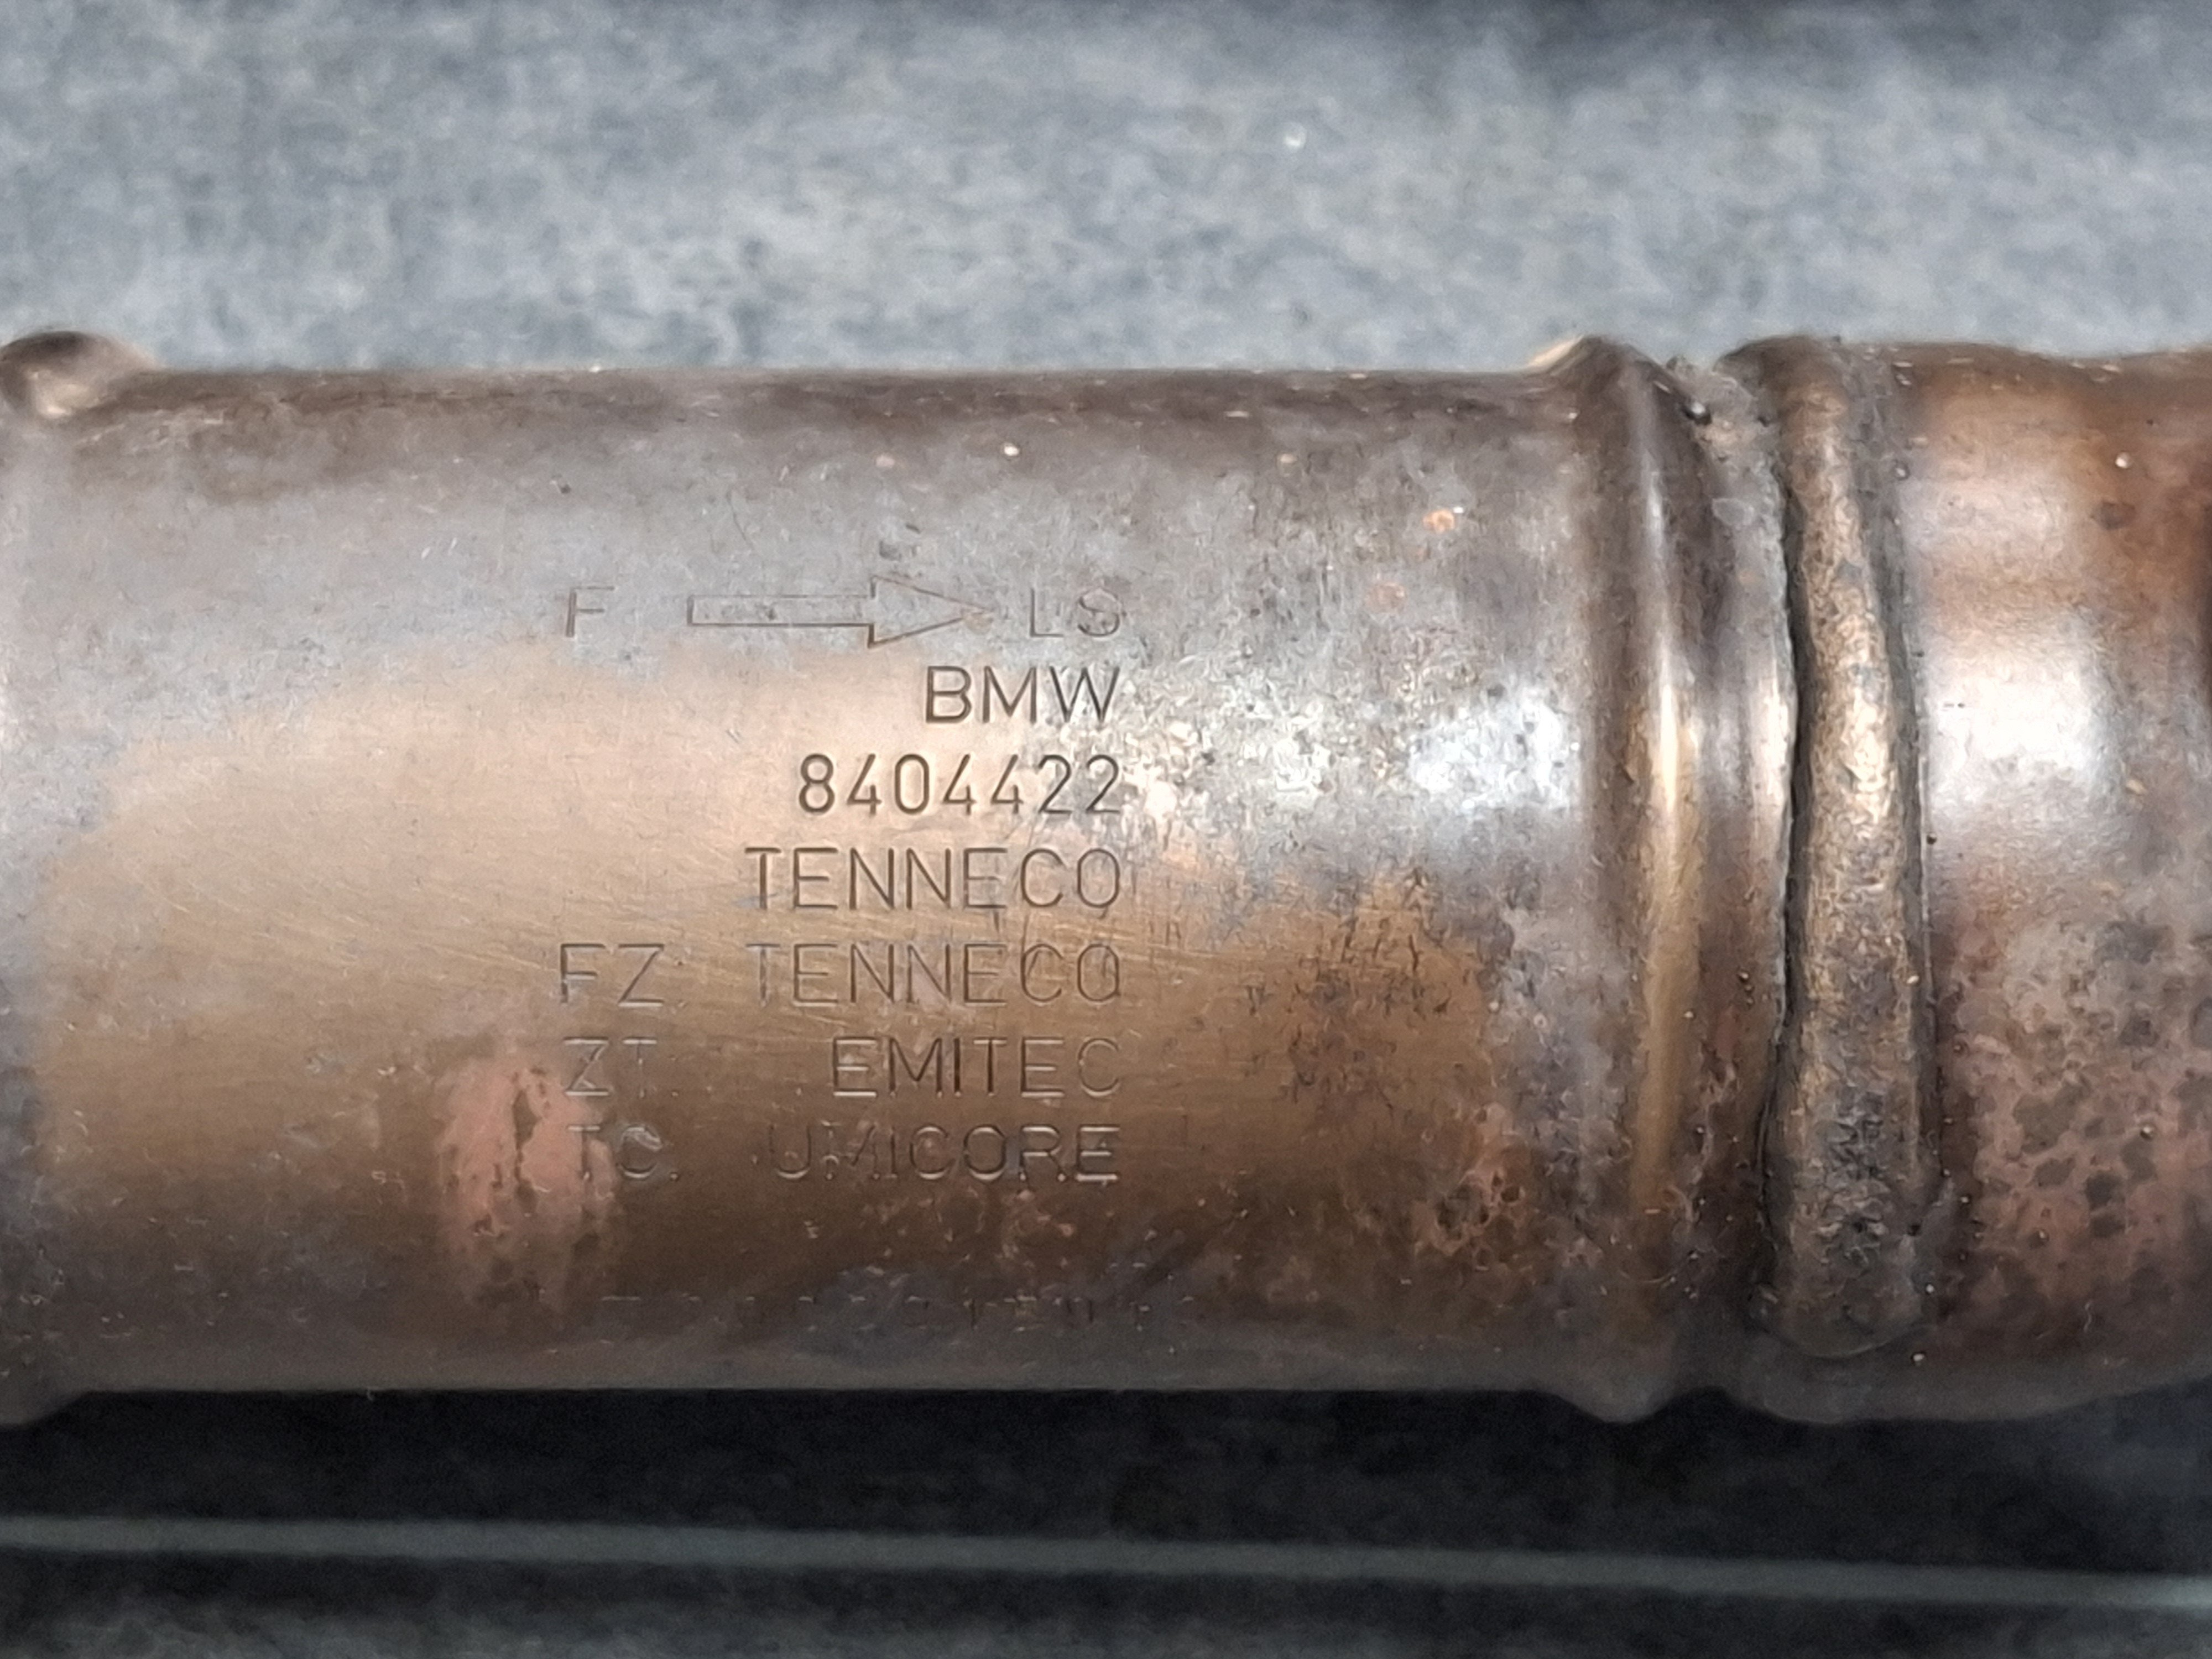 F LS
BMW
8404422
TENNECO
FZ. TENNECO
ZT. EMITEC
TC. UMICORE